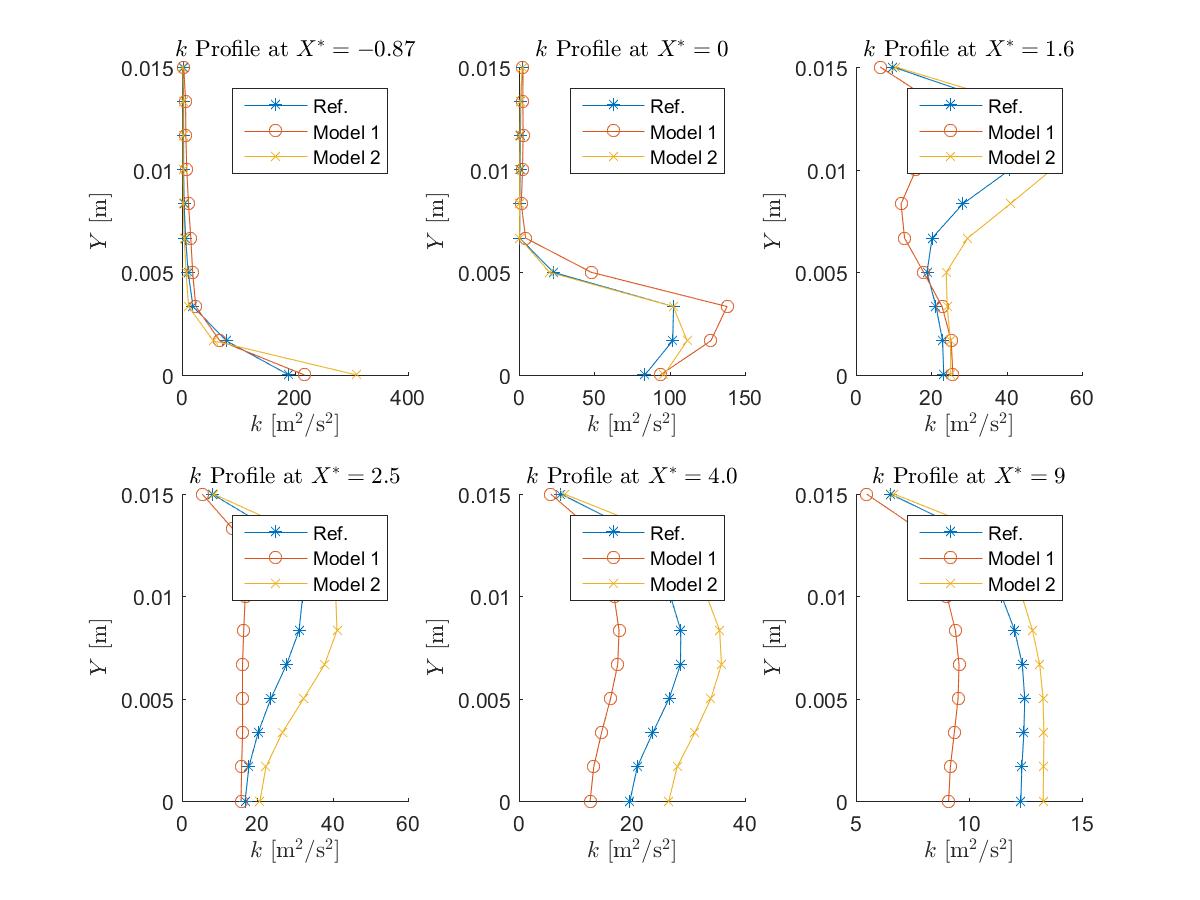 k Profile at X* = −0.87
0.015
0.01
0.005
0
Y [m]
Ref.
Model 1
Model 2
0 200 400
k [m²/s²]
k Profile at X* = 0
0.015
0.01
0.005
0
Y [m]
Ref.
Model 1
Model 2
0 50 100 150
k [m²/s²]
k Profile at X* = 1.6
0.015
0.01
0.005
0
Y [m]
Ref.
Model 1
Model 2
0 20 40 60
k [m²/s²]
k Profile at X* = 2.5
0.015
0.01
0.005
0
Y [m]
Ref.
Model 1
Model 2
0 20 40 60
k [m²/s²]
k Profile at X* = 4.0
0.015
0.01
0.005
0
Y [m]
Ref.
Model 1
Model 2
0 20 40
k [m²/s²]
k Profile at X* = 9
0.015
0.01
0.005
0
Y [m]
Ref.
Model 1
Model 2
5 10 15
k [m²/s²]